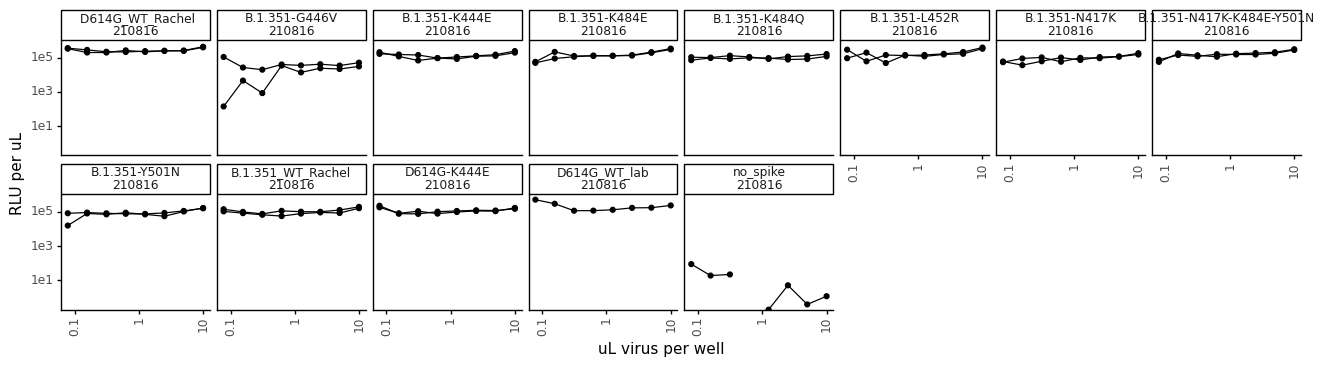 D614G_WT_Rachel
210816
B.1.351-G446V
210816
B.1.351-K444E
210816
B.1.351-K484E
210816
B.1.351-K484Q
210816
B.1.351-L452R
210816
B.1.351-N417K
210816
B.1.351-N417K-K484E-Y501N
210816
1e5
1e3
1e1
0.1
1
10
0.1
1
10
0.1
1
10
B.1.351-Y501N
210816
B.1.351_WT_Rachel
210816
D614G-K444E
210816
D614G_WT_lab
210816
no_spike
210816
1e5
1e3
1e1
0.1
1
10
0.1
1
10
0.1
1
10
0.1
1
10
0.1
1
10
RLU per uL
uL virus per well